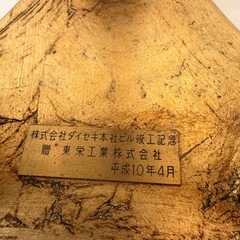 株式会社ダイセキ本社ビル竣工記念
贈 東栄工業株式会社
平成10年4月